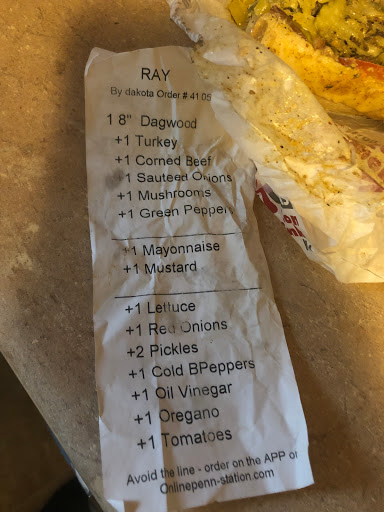 RAY
By dakota Order # 41 05
1 8" Dagwood
+1 Turkey
+1 Corned Beef
+1 Sauteed Onions
+1 Mushrooms
+1 Green Peppers
+1 Mayonnaise
+1 Mustard
+1 Lettuce
+1 Red Onions
+2 Pickles
+1 Cold BPeppers
+1 Oil Vinegar
+1 Oregano
+1 Tomatoes
Avoid the line - order on the APP or
Onlinepenn-station.com